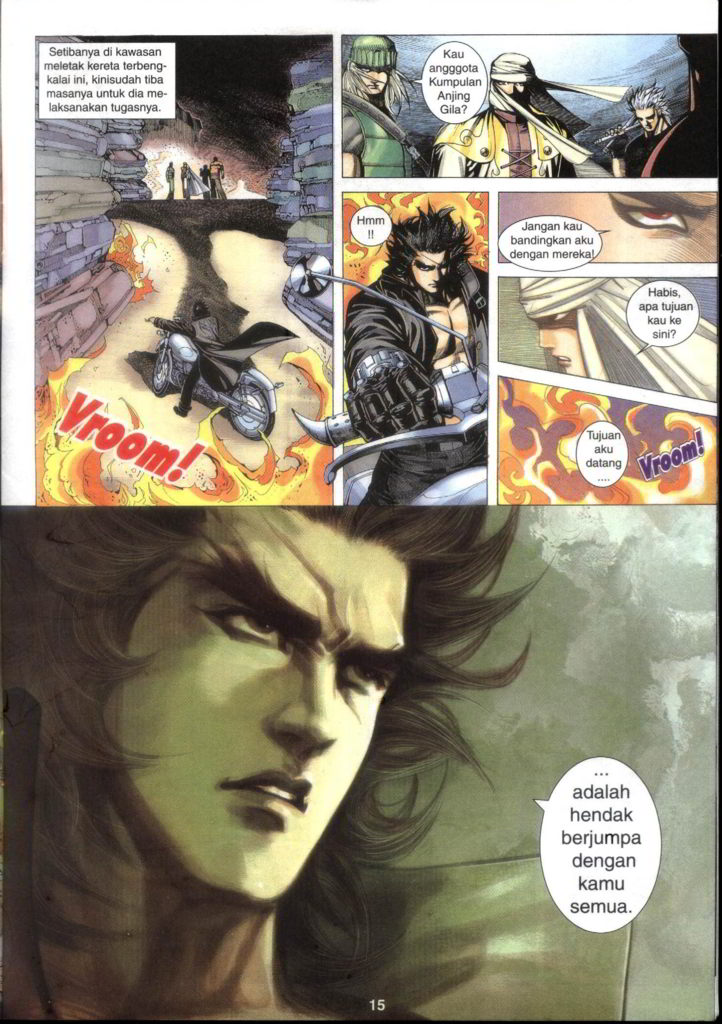 Setibanya di kawasan
meletak kereta terbeng-
kalai ini, kinisudah tiba
masanya untuk dia me-
laksanakan tugasnya.
Vroom!
Kau
angggota
Kumpulan
Anjing
Gila?
Hmm
!!
Jangan kau
bandingkan aku
dengan mereka!
Habis,
apa tujuan
kau ke
sini?
Tujuan
aku
datang
....
Vroom!
...
adalah
hendak
berjumpa
dengan
kamu
semua.
15